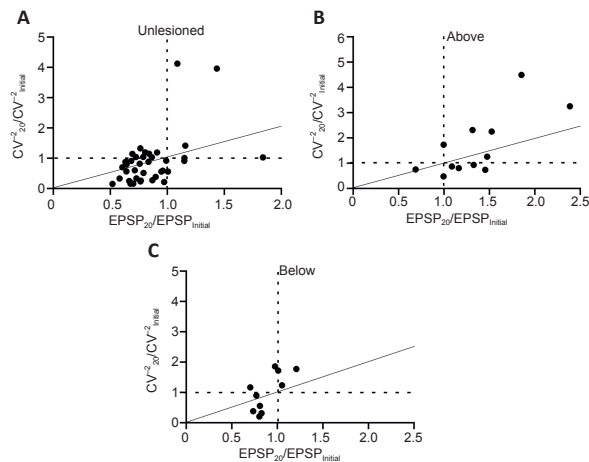 A
Unlesioned
CV⁻²₂₀/CV⁻²Initial
5
4
3
2
1
0
0.0 0.5 1.0 1.5 2.0
EPSP₂₀/EPSPInitial
B
Above
CV⁻²₂₀/CV⁻²Initial
6
5
4
3
2
1
0
0.0 0.5 1.0 1.5 2.0 2.5
EPSP₂₀/EPSPInitial
C
Below
CV⁻²₂₀/CV⁻²Initial
5
4
3
2
1
0
0.0 0.5 1.0 1.5 2.0 2.5
EPSP₂₀/EPSPInitial